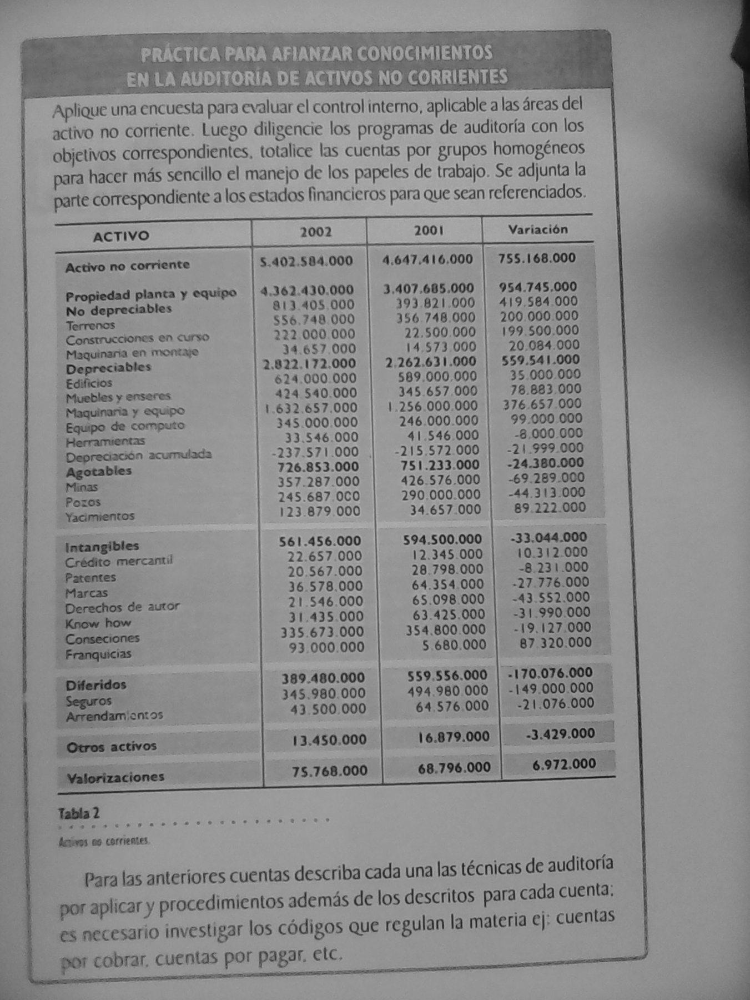 PRÁCTICA PARA AFIANZAR CONOCIMIENTOS
EN LA AUDITORÍA DE ACTIVOS NO CORRIENTES
Aplique una encuesta para evaluar el control interno, aplicable a las áreas del
activo no corriente. Luego diligencie los programas de auditoría con los
objetivos correspondientes, totalice las cuentas por grupos homogéneos
para hacer más sencillo el manejo de los papeles de trabajo. Se adjunta la
parte correspondiente a los estados financieros para que sean referenciados.
ACTIVO 2002 2001 Variación
Activo no corriente 5.402.584.000 4.647.416.000 755.168.000
Propiedad planta y equipo 4.362.430.000 3.407.685.000 954.745.000
No depreciables 813.405.000 393.821.000 419.584.000
Terrenos 556.748.000 356.748.000 200.000.000
Construcciones en curso 222.000.000 22.500.000 199.500.000
Maquinaria en montaje 34.657.000 14.573.000 20.084.000
Depreciables 2.822.172.000 2.262.631.000 559.541.000
Edificios 624.000.000 589.000.000 35.000.000
Muebles y enseres 424.540.000 345.657.000 78.883.000
Maquinaria y equipo 1.632.657.000 1.256.000.000 376.657.000
Equipo de computo 345.000.000 246.000.000 99.000.000
Herramientas 33.546.000 41.546.000 -8.000.000
Depreciación acumulada -237.571.000 -215.572.000 -21.999.000
Agotables 726.853.000 751.233.000 -24.380.000
Minas 357.287.000 426.576.000 -69.289.000
Pozos 245.687.000 290.000.000 -44.313.000
Yacimientos 123.879.000 34.657.000 89.222.000
Intangibles 561.456.000 594.500.000 -33.044.000
Crédito mercantil 22.657.000 12.345.000 10.312.000
Patentes 20.567.000 28.798.000 -8.231.000
Marcas 36.578.000 64.354.000 -27.776.000
Derechos de autor 21.546.000 65.098.000 -43.552.000
Know how 31.435.000 63.425.000 -31.990.000
Conseciones 335.673.000 354.800.000 -19.127.000
Franquicias 93.000.000 5.680.000 87.320.000
Diferidos 389.480.000 559.556.000 -170.076.000
Seguros 345.980.000 494.980.000 -149.000.000
Arrendamientos 43.500.000 64.576.000 -21.076.000
Otros activos 13.450.000 16.879.000 -3.429.000
Valorizaciones 75.768.000 68.796.000 6.972.000
Tabla 2
Activos no corrientes.
Para las anteriores cuentas describa cada una las técnicas de auditoría
por aplicar y procedimientos además de los descritos para cada cuenta;
es necesario investigar los códigos que regulan la materia ej: cuentas
por cobrar, cuentas por pagar, etc.